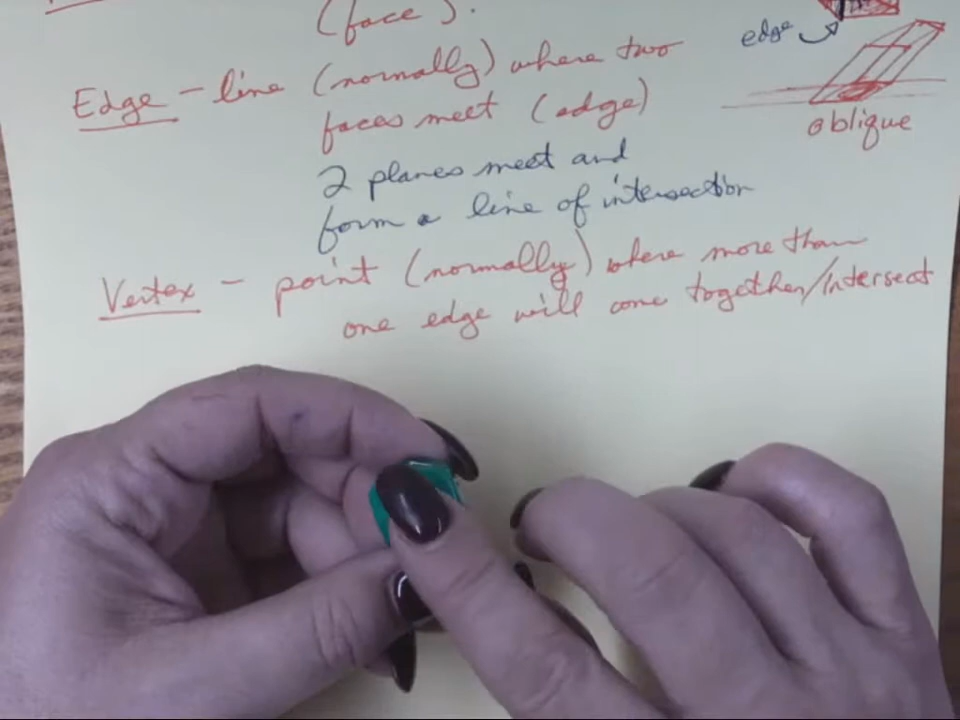 (face).
edge
Edge - line (normally) where two
faces meet (edge)
oblique
2 planes meet and
form a line of intersection
Vertex - point (normally) where more than
one edge will come together/intersect